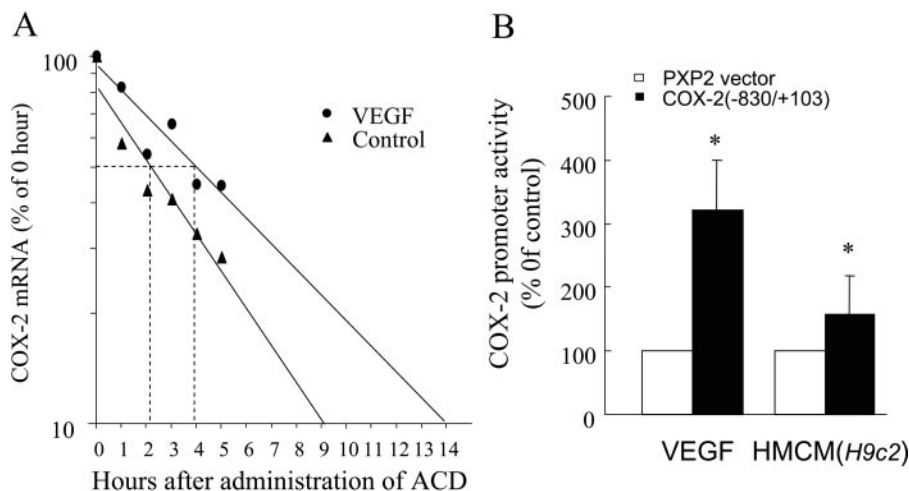 A
COX-2 mRNA (% of 0 hour)
100
10
VEGF
Control
0 1 2 3 4 5 6 7 8 9 10 11 12 13 14
Hours after administration of ACD
B
PXP2 vector
COX-2(-830/+103)
COX-2 promoter activity
(% 0f control)
500
400
300
200
100
0
*
*
VEGF HMCM(H9c2)